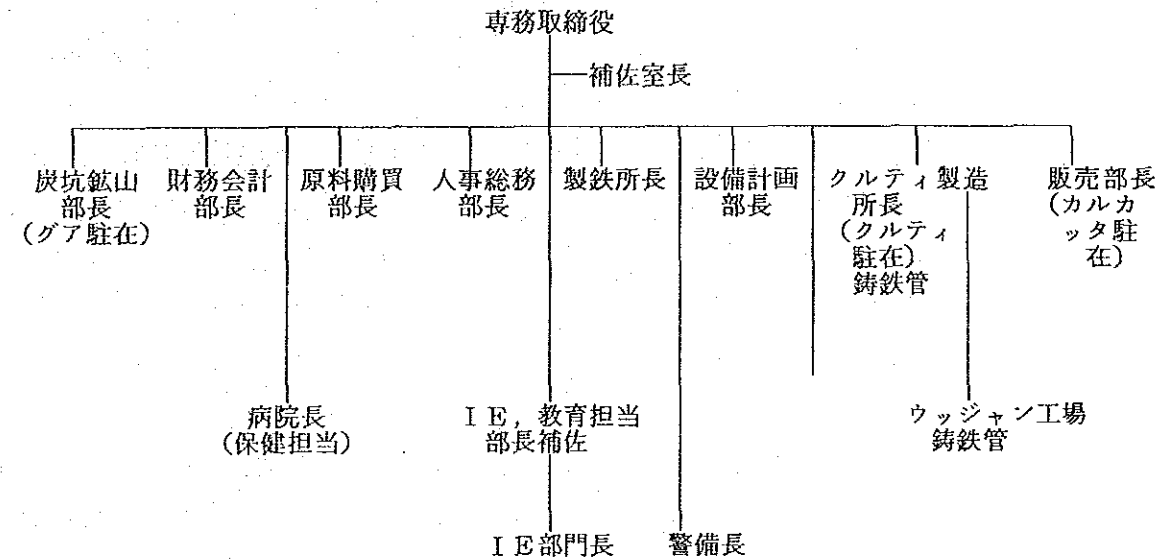 専務取締役
補佐室長
炭坑鉱山
部長
(グア駐在)
財務会計
部長
原料購買
部長
人事総務
部長
製鉄所長
設備計画
部長
クルティ製造
所長
(クルティ
駐在)
鋳鉄管
販売部長
(カルカ
ッタ駐
在)
病院長
(保健担当)
IE,教育担当
部長補佐
ウッジャン工場
鋳鉄管
IE部門長
警備長